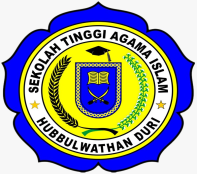 SEKOLAH TINGGI AGAMA ISLAM
HUBBULWATHAN DURI